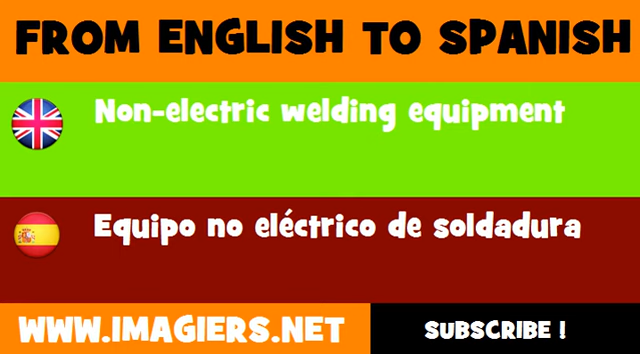 FROM ENGLISH TO SPANISH
Non-electric welding equipment
Equipo no eléctrico de soldadura
WWW.IMAGIERS.NET
SUBSCRIBE !